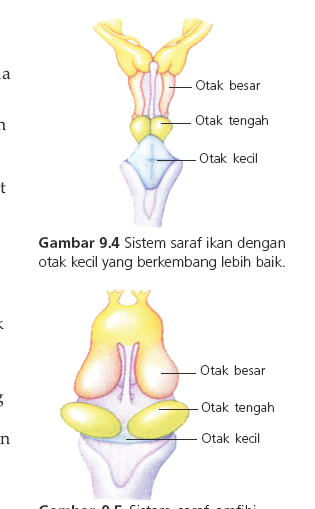 Otak besar
Otak tengah
Otak kecil
Gambar 9.4 Sistem saraf ikan dengan
otak kecil yang berkembang lebih baik.
Otak besar
Otak tengah
Otak kecil